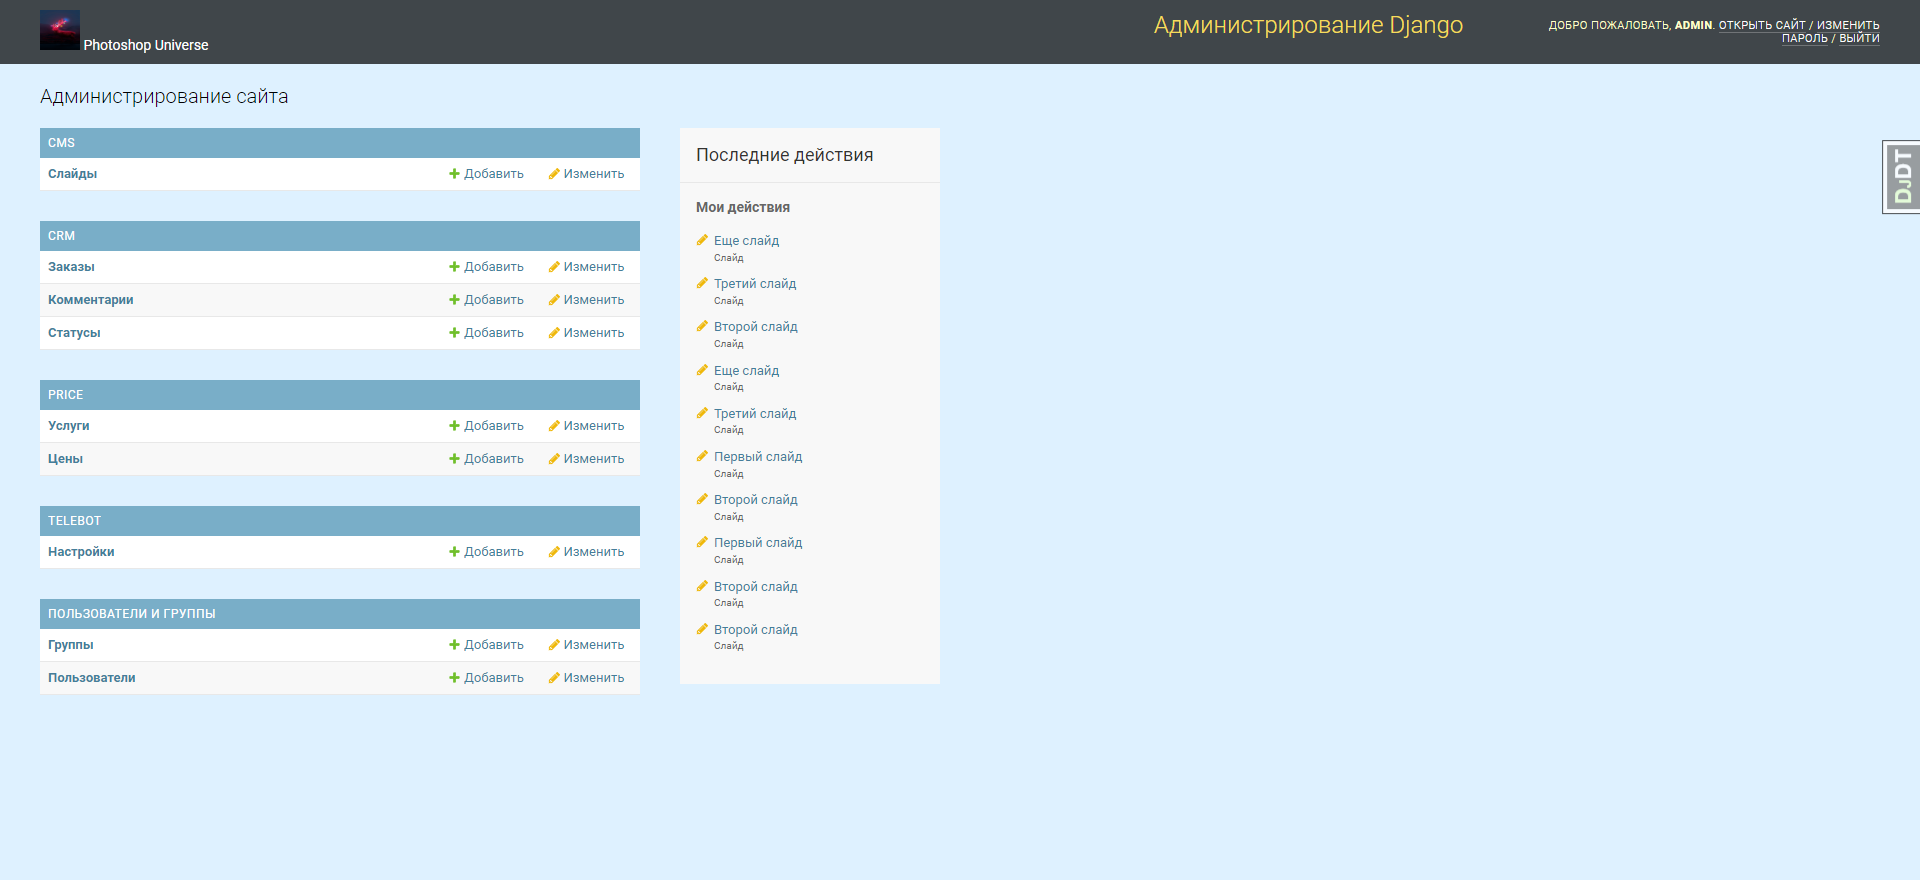 Photoshop Universe
Администрирование Django
ДОБРО ПОЖАЛОВАТЬ, ADMIN. ОТКРЫТЬ САЙТ / ИЗМЕНИТЬ
ПАРОЛЬ / ВЫЙТИ
Администрирование сайта
CMS
Слайды Добавить Изменить
CRM
Заказы Добавить Изменить
Комментарии Добавить Изменить
Статусы Добавить Изменить
PRICE
Услуги Добавить Изменить
Цены Добавить Изменить
TELEBOT
Настройки Добавить Изменить
ПОЛЬЗОВАТЕЛИ И ГРУППЫ
Группы Добавить Изменить
Пользователи Добавить Изменить
Последние действия
Мои действия
Еще слайд
Слайд
Третий слайд
Слайд
Второй слайд
Слайд
Еще слайд
Слайд
Третий слайд
Слайд
Первый слайд
Слайд
Второй слайд
Слайд
Первый слайд
Слайд
Второй слайд
Слайд
Второй слайд
Слайд
DJDT